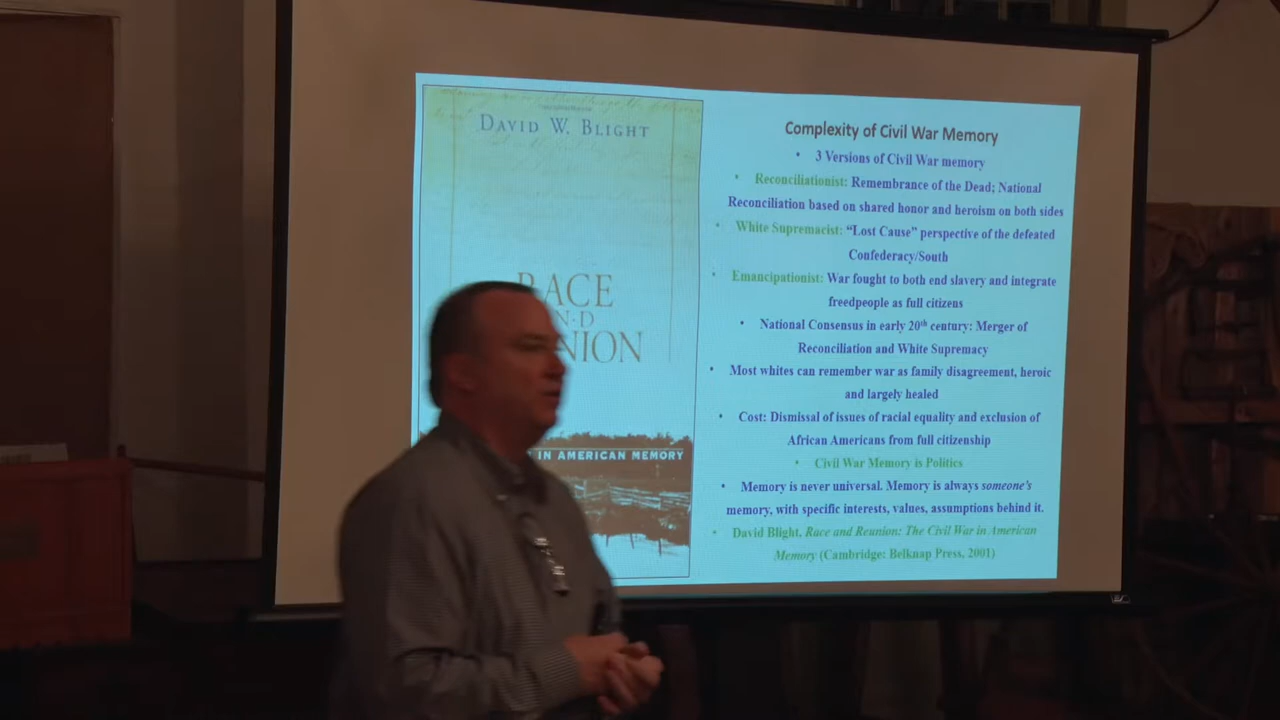 DAVID W. BLIGHT
RACE
N-D
NION
IN AMERICAN MEMORY
Complexity of Civil War Memory
• 3 Versions of Civil War memory
• Reconciliationist: Remembrance of the Dead; National
Reconciliation based on shared honor and heroism on both sides
• White Supremacist: “Lost Cause” perspective of the defeated
Confederacy/South
• Emancipationist: War fought to both end slavery and integrate
freedpeople as full citizens
• National Consensus in early 20th century: Merger of
Reconciliation and White Supremacy
• Most whites can remember war as family disagreement, heroic
and largely healed
• Cost: Dismissal of issues of racial equality and exclusion of
African Americans from full citizenship
• Civil War Memory is Politics
• Memory is never universal. Memory is always someone's
memory, with specific interests, values, assumptions behind it.
• David Blight, Race and Reunion: The Civil War in American
Memory (Cambridge: Belknap Press, 2001)